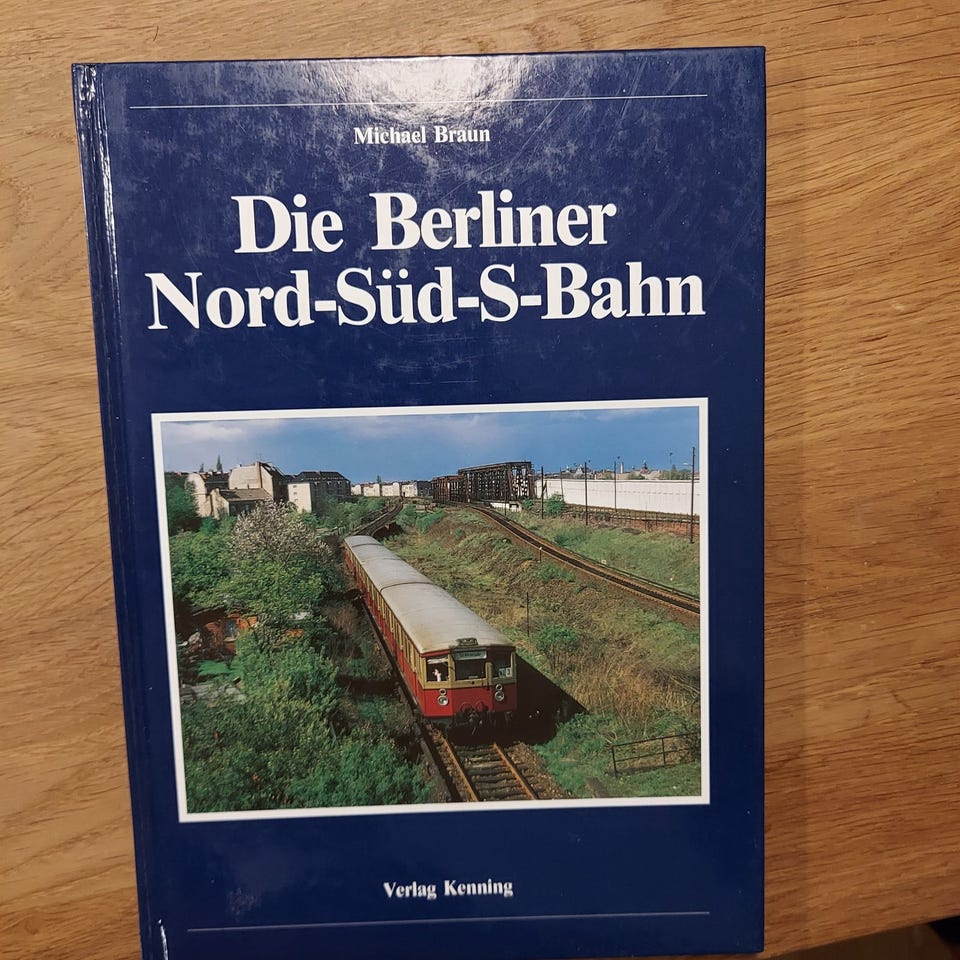 Michael Braun
Die Berliner
Nord-Süd-S-Bahn
Verlag Kenning